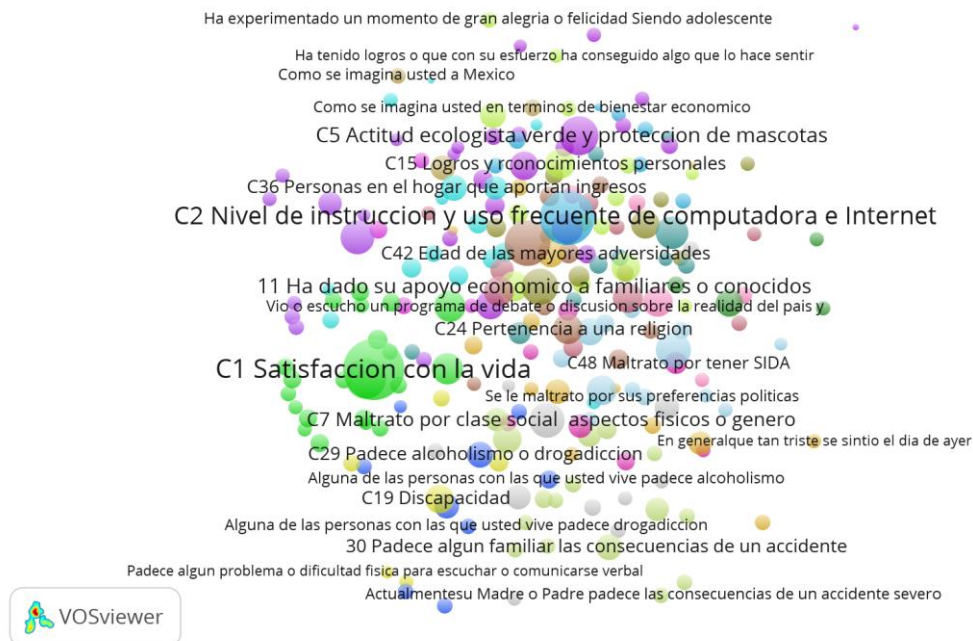 Ha experimentado un momento de gran alegria o felicidad Siendo adolescente
Ha tenido logros o que con su esfuerzo ha conseguido algo que lo hace sentir
Como se imagina usted a Mexico
Como se imagina usted en terminos de bienestar economico
C5 Actitud ecologista verde y proteccion de mascotas
C15 Logros y rconocimientos personales
C36 Personas en el hogar que aportan ingresos
C2 Nivel de instruccion y uso frecuente de computadora e Internet
C42 Edad de las mayores adversidades
11 Ha dado su apoyo economico a familiares o conocidos
Vio o escucho un programa de debate o discusion sobre la realidad del pais y
C24 Pertenencia a una religion
C48 Maltrato por tener SIDA
C1 Satisfaccion con la vida
Se le maltrato por sus preferencias politicas
C7 Maltrato por clase social aspectos fisicos o genero
En generalque tan triste se sintio el dia de ayer
C29 Padece alcoholismo o drogadiccion
Alguna de las personas con las que usted vive padece alcoholismo
C19 Discapacidad
Alguna de las personas con las que usted vive padece drogadiccion
30 Padece algun familiar las consecuencias de un accidente
Padece algun problema o dificultad fisica para escuchar o comunicarse verbal
Actualmentesu Madre o Padre padece las consecuencias de un accidente severo
VOSviewer